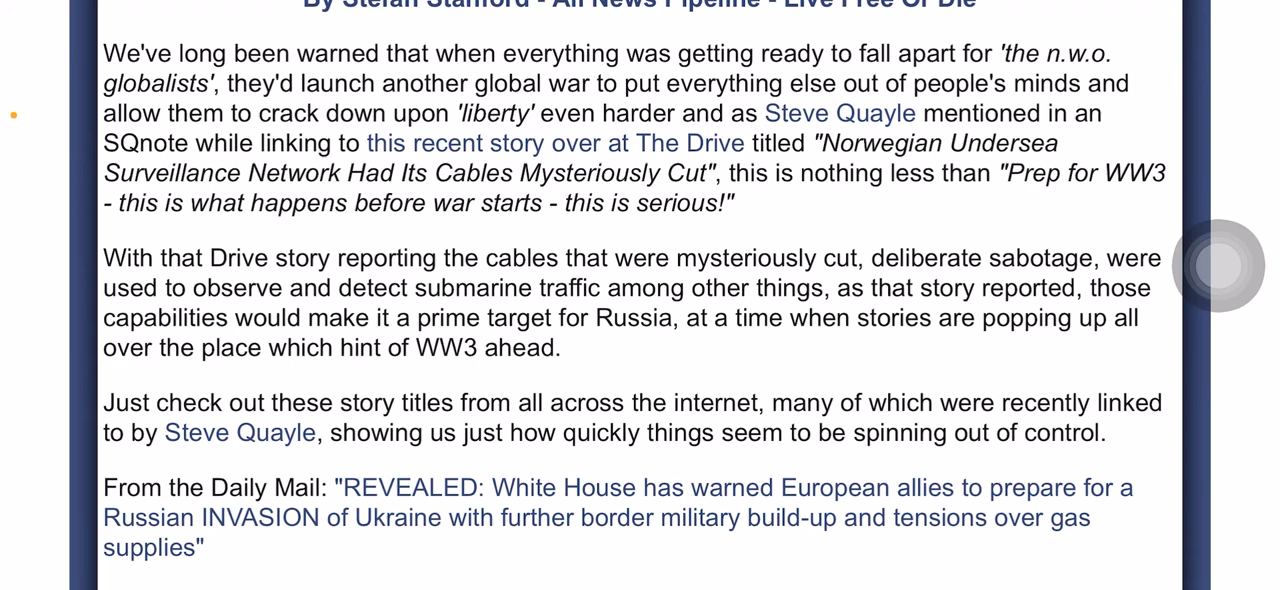 By Stefan Stanford - All News Pipeline - Live Free Or Die
We've long been warned that when everything was getting ready to fall apart for 'the n.w.o.
globalists', they'd launch another global war to put everything else out of people's minds and
allow them to crack down upon 'liberty' even harder and as Steve Quayle mentioned in an
SQnote while linking to this recent story over at The Drive titled "Norwegian Undersea
Surveillance Network Had Its Cables Mysteriously Cut", this is nothing less than "Prep for WW3
- this is what happens before war starts - this is serious!"
With that Drive story reporting the cables that were mysteriously cut, deliberate sabotage, were
used to observe and detect submarine traffic among other things, as that story reported, those
capabilities would make it a prime target for Russia, at a time when stories are popping up all
over the place which hint of WW3 ahead.
Just check out these story titles from all across the internet, many of which were recently linked
to by Steve Quayle, showing us just how quickly things seem to be spinning out of control.
From the Daily Mail: "REVEALED: White House has warned European allies to prepare for a
Russian INVASION of Ukraine with further border military build-up and tensions over gas
supplies"